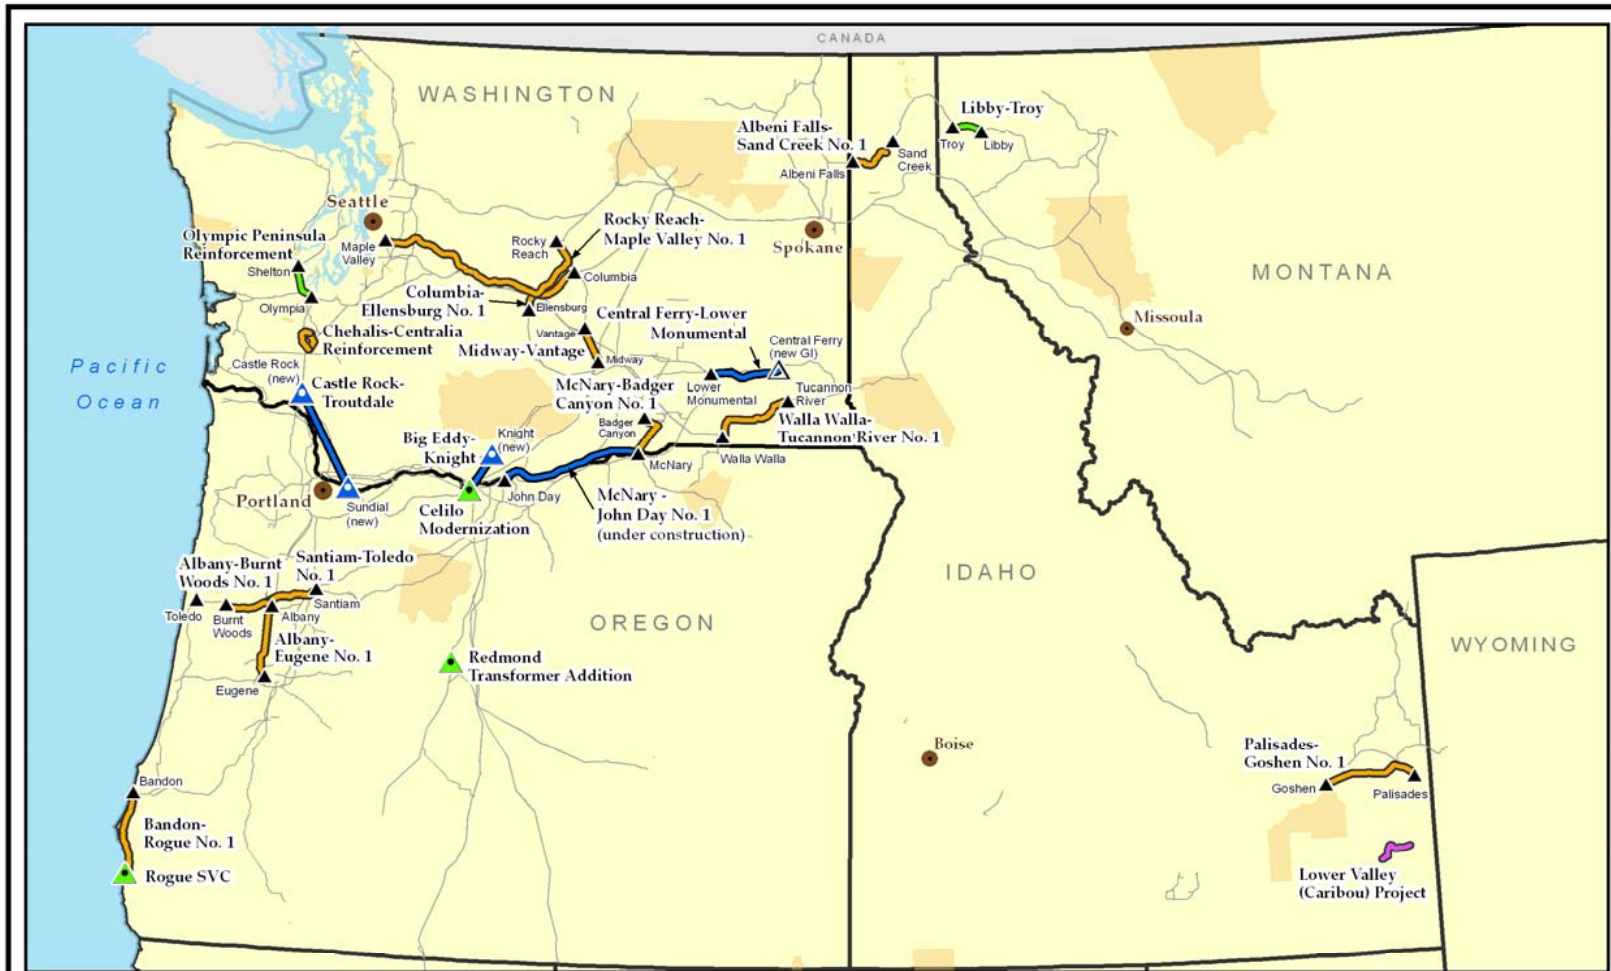 CANADA
WASHINGTON
Libby-Troy
Troy
Libby
Albeni Falls-
Sand Creek No. 1
Sand
Creek
Albeni Falls
Seattle
Maple
Valley
Rocky
Reach
Rocky Reach-
Maple Valley No. 1
Spokane
Olympic Peninsula
Reinforcement
Shelton
Olympia
Columbia
MONTANA
Columbia-
Ellensburg No. 1
Ellensburg
Central Ferry-Lower
Monumental
Missoula
Chehalis-Centralia
Reinforcement
Vantage
Midway-Vantage
Midway
Central Ferry
(new GI)
Pacific
Ocean
Castle Rock
(new)
Castle Rock-
Troutdale
McNary-Badger
Canyon No. 1
Lower
Monumental
Tucannon
River
Badger
Canyon
Walla Walla-
Tucannon River No. 1
Big Eddy-
Knight
Knight
(new)
McNary
Walla Walla
Portland
Sundial
(new)
Celilo
Modernization
John Day
McNary -
John Day No. 1
(under construction)
Albany-Burnt
Woods No. 1
Santiam-Toledo
No. 1
IDAHO
Toledo
Burnt
Woods
Albany
Santiam
OREGON
WYOMING
Albany-
Eugene No. 1
Eugene
Redmond
Transformer Addition
Boise
Palisades-
Goshen No. 1
Goshen
Palisades
Bandon
Bandon-
Rogue No. 1
Rogue SVC
Lower Valley
(Caribou) Project